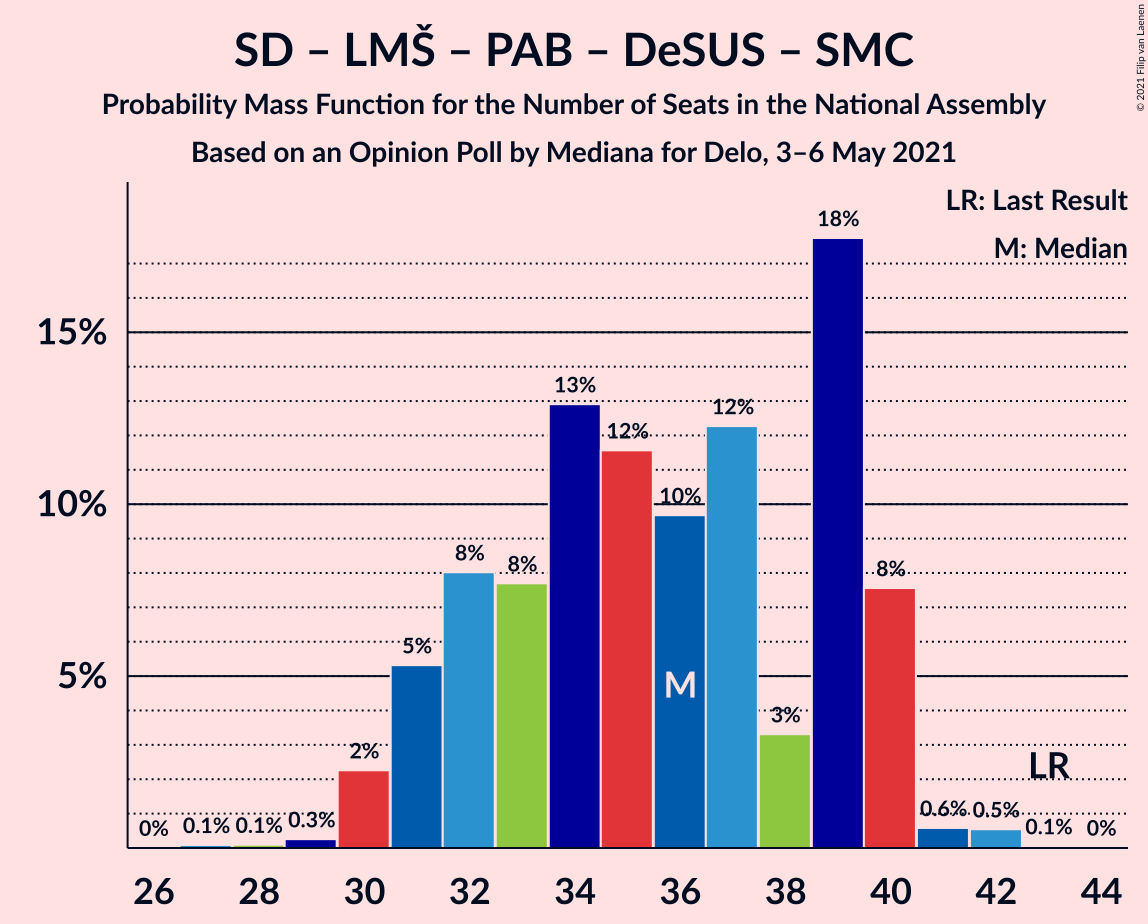 SD – LMŠ – PAB – DeSUS – SMC
Probability Mass Function for the Number of Seats in the National Assembly
Based on an Opinion Poll by Mediana for Delo, 3–6 May 2021
© 2021 Filip van Laenen
LR: Last Result
M: Median
15%
10%
5%
0%
0.1%
0.1%
0.3%
2%
5%
8%
8%
13%
12%
10%
12%
3%
18%
8%
0.6%
0.5%
0.1%
0%
M
LR
26 28 30 32 34 36 38 40 42 44